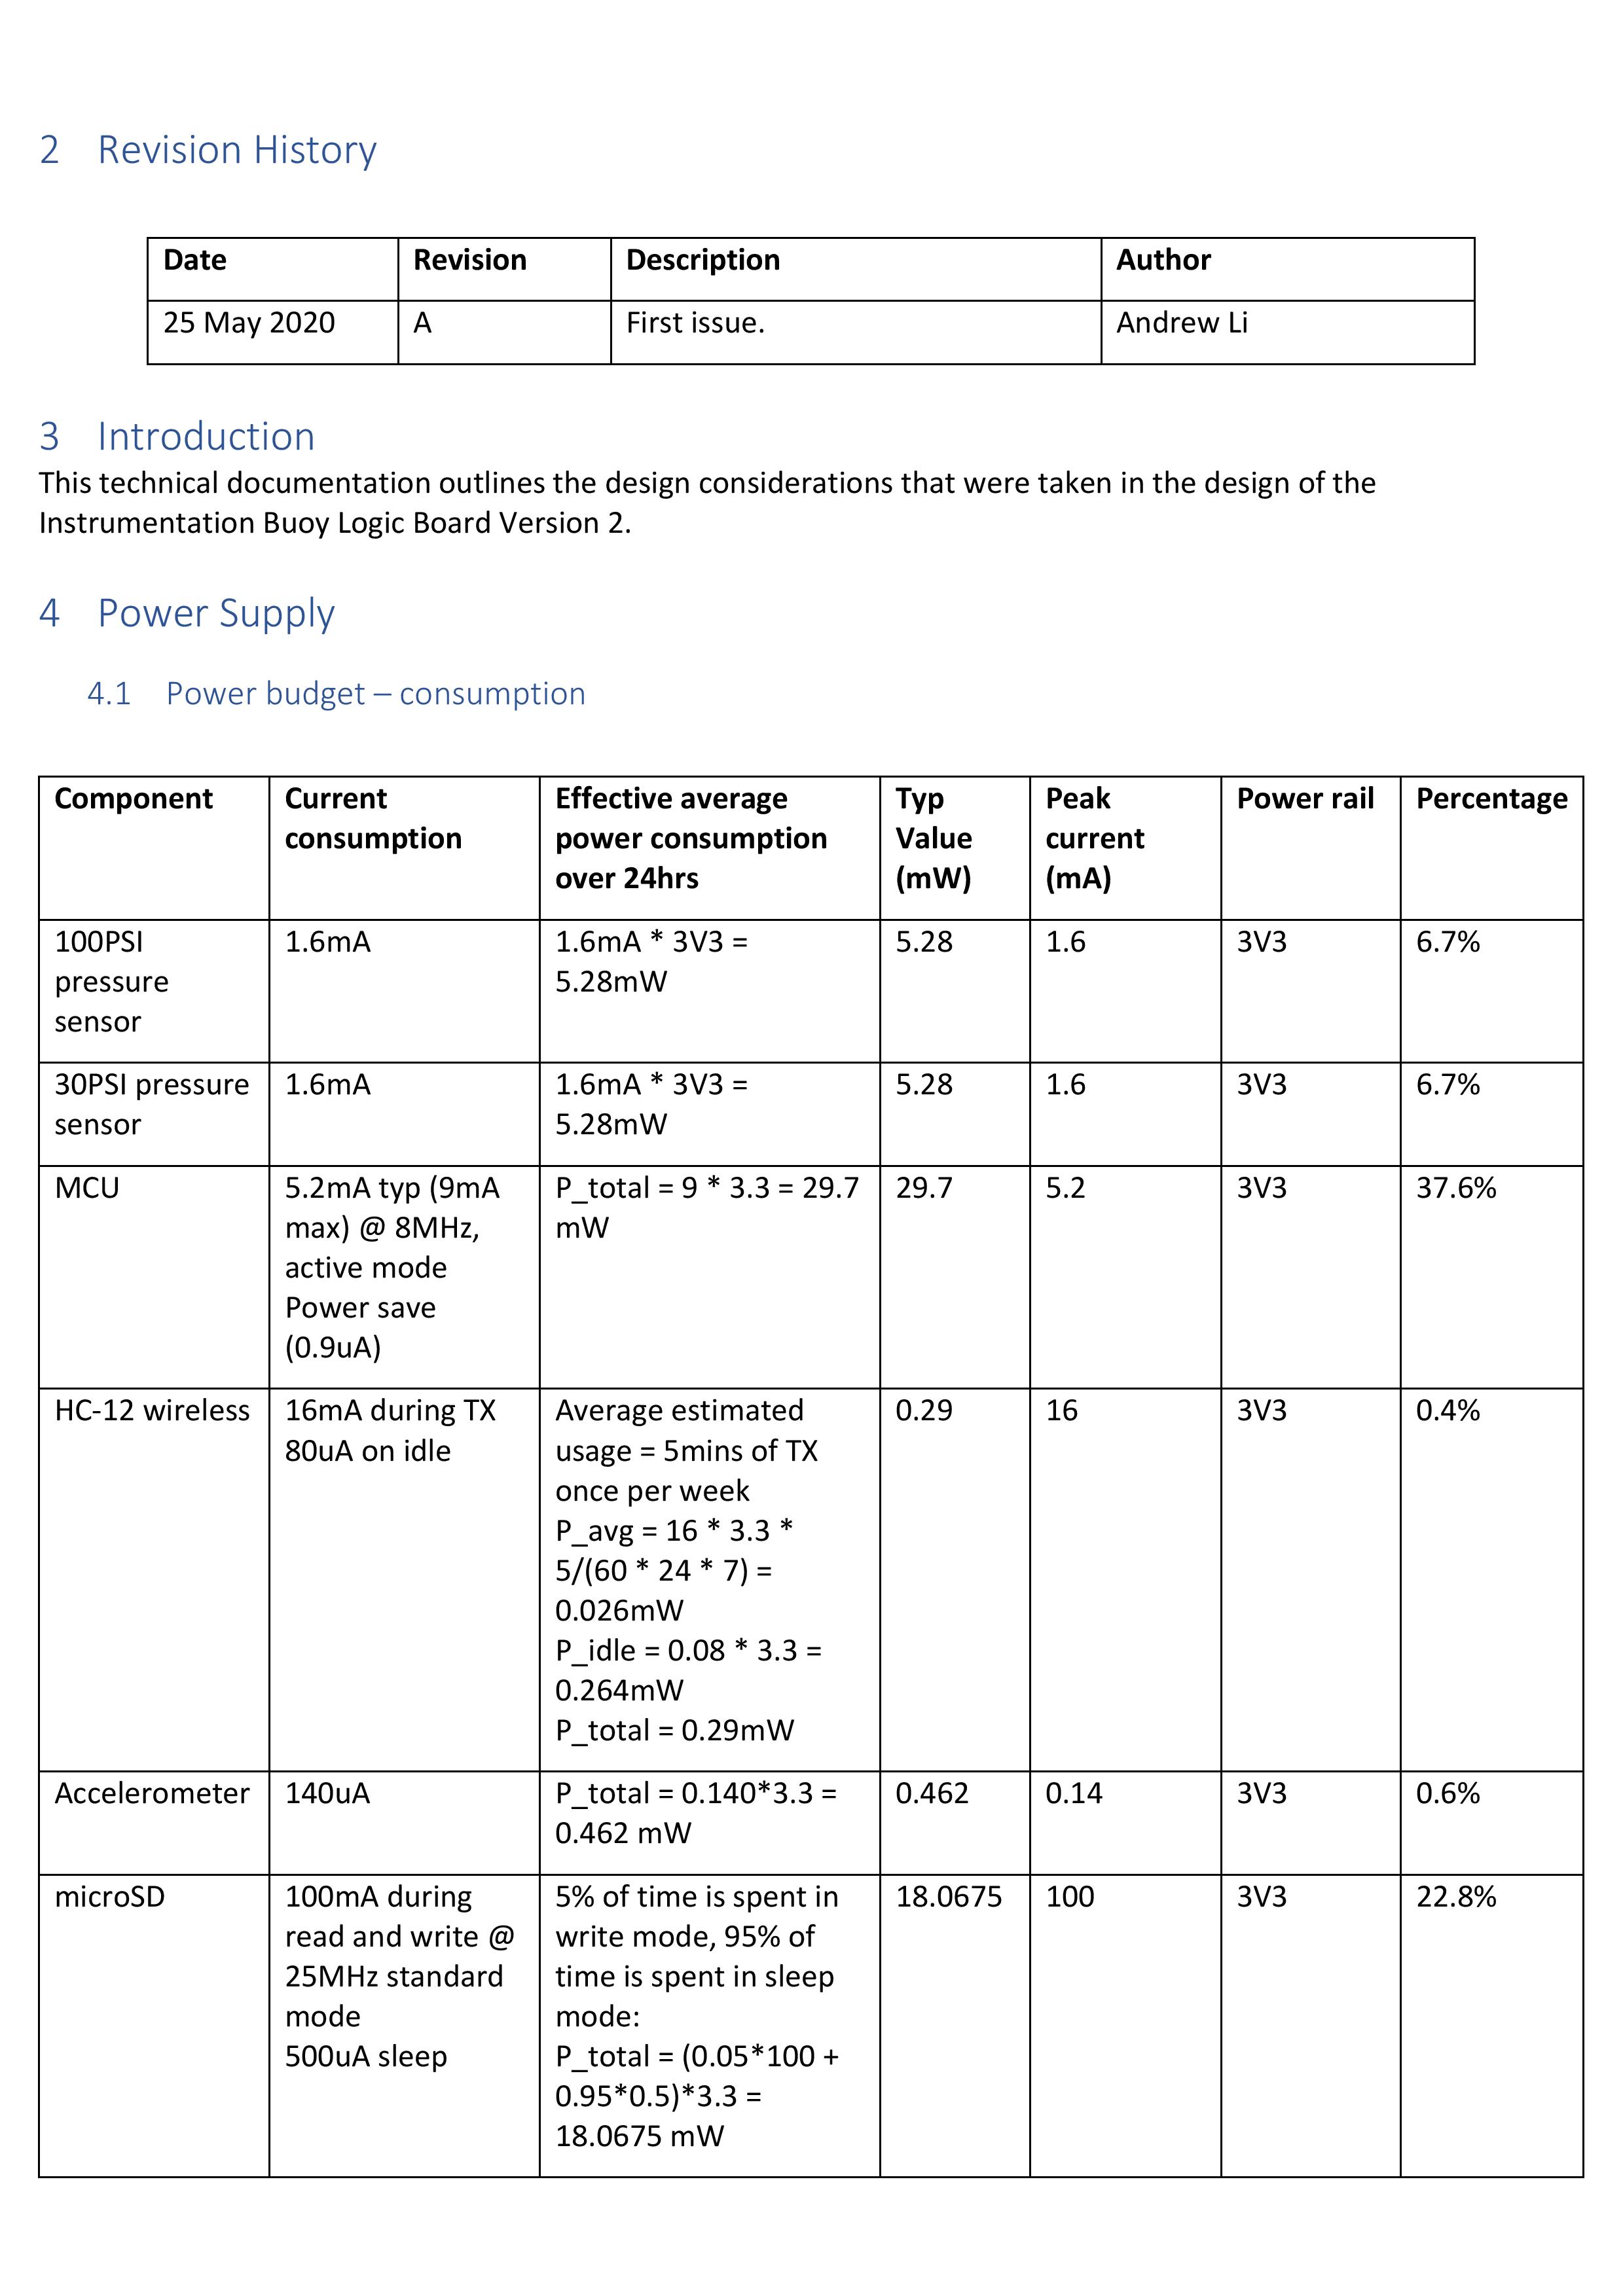 2 Revision History
Date Revision Description Author
25 May 2020 A First issue. Andrew Li
3 Introduction
This technical documentation outlines the design considerations that were taken in the design of the
Instrumentation Buoy Logic Board Version 2.
4 Power Supply
4.1 Power budget – consumption
Component
Current
consumption
Effective average
power consumption
over 24hrs
Typ
Value
(mW)
Peak
current
(mA)
Power rail
Percentage
100PSI
pressure
sensor
1.6mA
1.6mA * 3V3 =
5.28mW
5.28
1.6
3V3
6.7%
30PSI pressure
sensor
1.6mA
1.6mA * 3V3 =
5.28mW
5.28
1.6
3V3
6.7%
MCU
5.2mA typ (9mA
max) @ 8MHz,
active mode
Power save
(0.9uA)
P_total = 9 * 3.3 = 29.7
mW
29.7
5.2
3V3
37.6%
HC-12 wireless
16mA during TX
80uA on idle
Average estimated
usage = 5mins of TX
once per week
P_avg = 16 * 3.3 *
5/(60 * 24 * 7) =
0.026mW
P_idle = 0.08 * 3.3 =
0.264mW
P_total = 0.29mW
0.29
16
3V3
0.4%
Accelerometer
140uA
P_total = 0.140*3.3 =
0.462 mW
0.462
0.14
3V3
0.6%
microSD
100mA during
read and write @
25MHz standard
mode
500uA sleep
5% of time is spent in
write mode, 95% of
time is spent in sleep
mode:
P_total = (0.05*100 +
0.95*0.5)*3.3 =
18.0675 mW
18.0675
100
3V3
22.8%